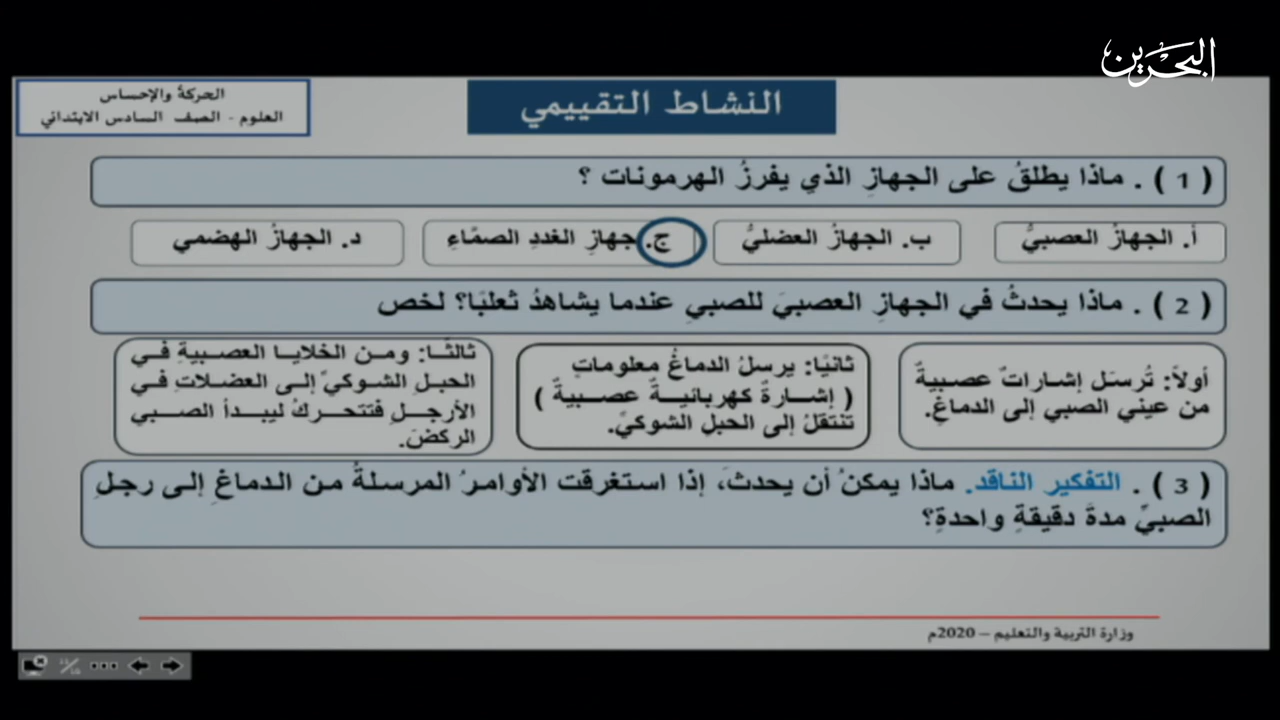 البحرين
النشاط التقييمي
الحركة والإحساس
العلوم - الصف السادس الابتدائي
( 1 ) . ماذا يطلقُ على الجهازِ الذي يفرزُ الهرمونات ؟
أ. الجهازُ العصبيُّ
ب. الجهازُ العضليُّ
ج. جهازِ الغددِ الصمّاءِ
د. الجهازُ الهضمي
( 2 ) . ماذا يحدثُ في الجهازِ العصبيَ للصبيِ عندما يشاهدُ ثعلبًا؟ لخص
أولاً: تُرسَل إشاراتٌ عصبيةٌ
من عيني الصبي إلى الدماغِ.
ثانيًا: يرسلُ الدماغُ معلوماتِ
( إشارةٌ كهربائيةٌ عصبيةٌ )
تنتقلُ إلى الحبلِ الشوكيِّ.
ثالثًا: ومن الخلايا العصبيةِ في
الحبلِ الشوكيِّ إلى العضلاتِ في
الأرجلِ فتتحركُ ليبدأ الصبي
الركضَ.
( 3 ) . التفكير الناقد. ماذا يمكنُ أن يحدثَ، إذا استغرقت الأوامرُ المرسلةُ من الدماغِ إلى رجلِ
الصبيِّ مدةَ دقيقةٍ واحدةٍ؟
وزارة التربية والتعليم – 2020م